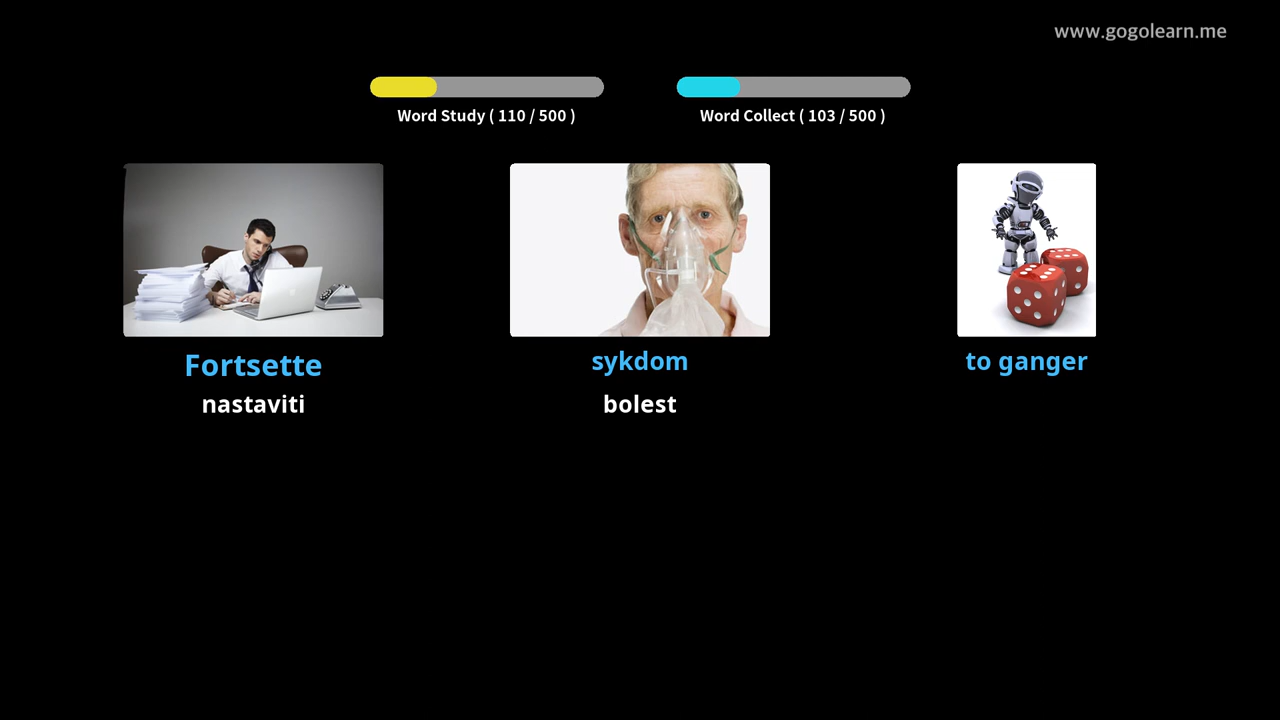 www.gogolearn.me
Word Study ( 110 / 500 )
Word Collect ( 103 / 500 )
Fortsette
nastaviti
sykdom
bolest
to ganger